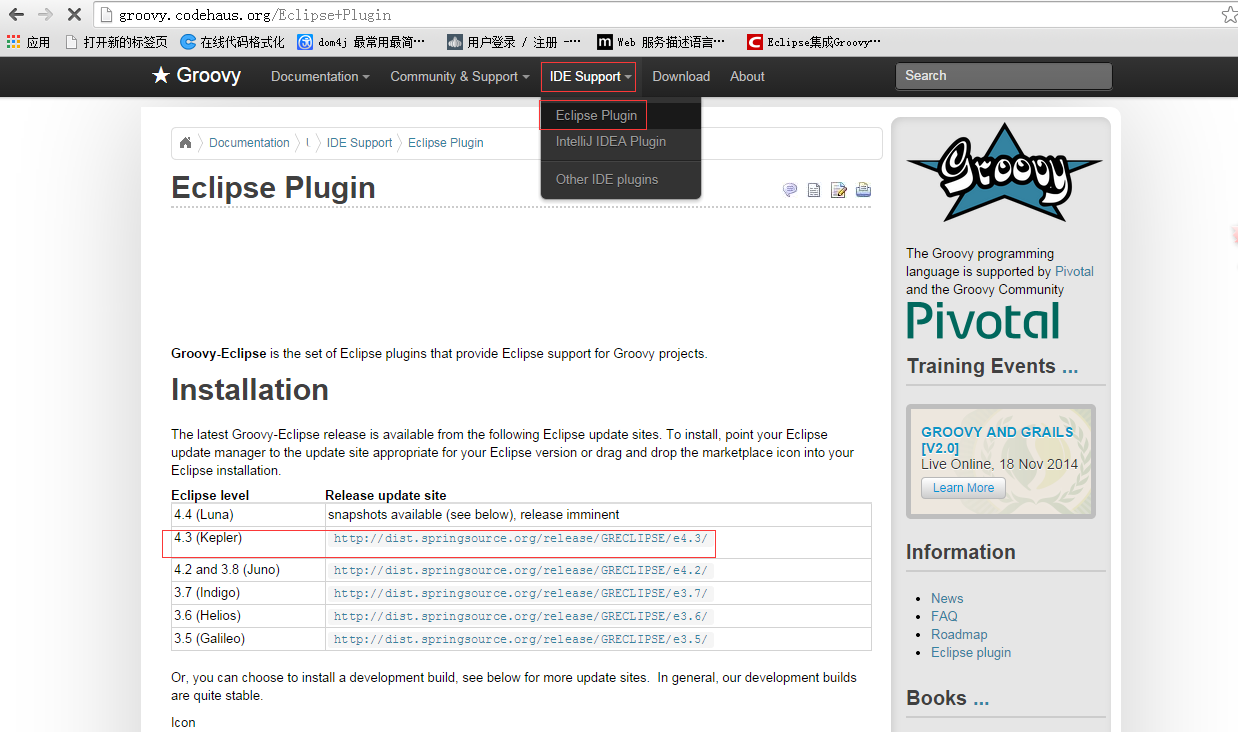 groovy.codehaus.org/Eclipse+Plugin
应用 打开新的标签页 在线代码格式化 dom4j 最常用最简… 用户登录 / 注册 -… Web 服务描述语言… Eclipse集成Groovy…
Groovy Documentation Community & Support IDE Support Download About Search
Eclipse Plugin
IntelliJ IDEA Plugin
Other IDE plugins
Documentation IDE Support Eclipse Plugin
Eclipse Plugin
Groovy-Eclipse is the set of Eclipse plugins that provide Eclipse support for Groovy projects.
Installation
The latest Groovy-Eclipse release is available from the following Eclipse update sites. To install, point your Eclipse
update manager to the update site appropriate for your Eclipse version or drag and drop the marketplace icon into your
Eclipse installation.
Eclipse level Release update site
4.4 (Luna) snapshots available (see below), release imminent
4.3 (Kepler) http://dist.springsource.org/release/GRECLIPSE/e4.3/
4.2 and 3.8 (Juno) http://dist.springsource.org/release/GRECLIPSE/e4.2/
3.7 (Indigo) http://dist.springsource.org/release/GRECLIPSE/e3.7/
3.6 (Helios) http://dist.springsource.org/release/GRECLIPSE/e3.6/
3.5 (Galileo) http://dist.springsource.org/release/GRECLIPSE/e3.5/
Or, you can choose to install a development build, see below for more update sites. In general, our development builds
are quite stable.
Icon
Groovy
The Groovy programming
language is supported by Pivotal
and the Groovy Community
Pivotal
Training Events ...
GROOVY AND GRAILS
[V2.0]
Live Online, 18 Nov 2014
Learn More
Information
News
FAQ
Roadmap
Eclipse plugin
Books ...